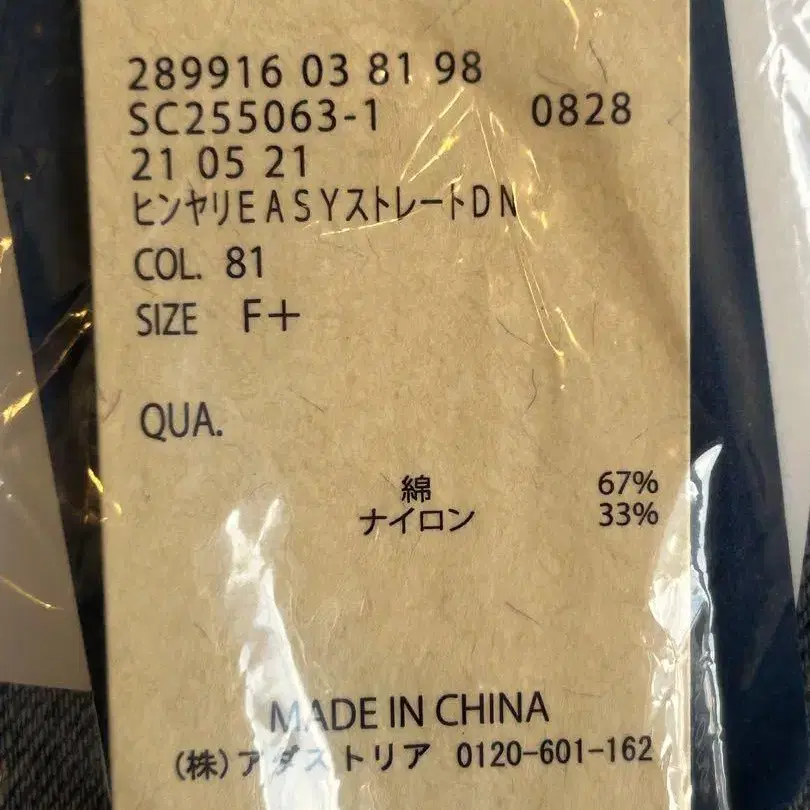 289916 03 81 98
SC255063-1 0828
21 05 21
ヒンヤリEASYストレートDN
COL. 81
SIZE F+
QUA.
綿 67%
ナイロン 33%
MADE IN CHINA
(株)アダストリア 0120-601-162